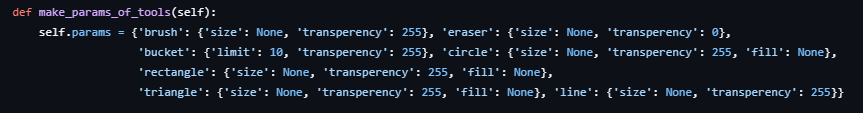 def make_params_of_tools(self):
    self.params = {'brush': {'size': None, 'transperency': 255}, 'eraser': {'size': None, 'transperency': 0},
                   'bucket': {'limit': 10, 'transperency': 255}, 'circle': {'size': None, 'transperency': 255, 'fill': None},
                   'rectangle': {'size': None, 'transperency': 255, 'fill': None},
                   'triangle': {'size': None, 'transperency': 255, 'fill': None}, 'line': {'size': None, 'transperency': 255}}